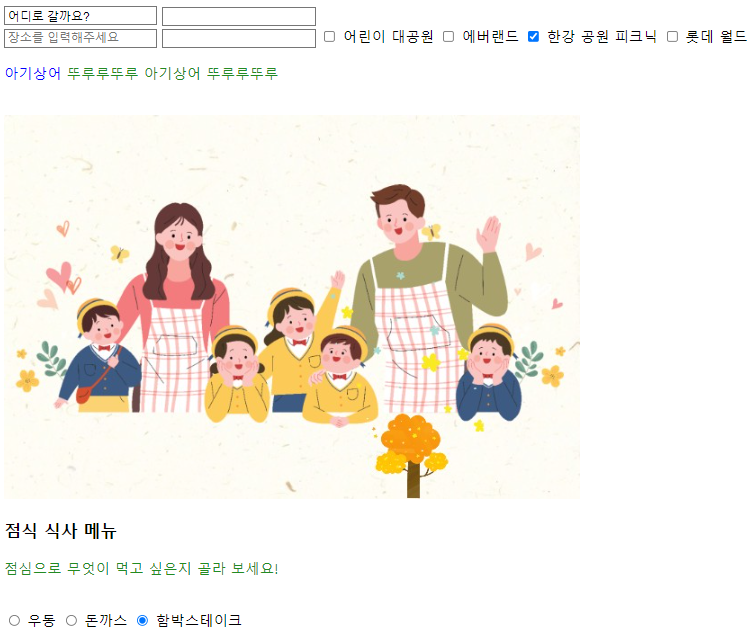 어디로 갈까요?
장소를 입력해주세요 어린이 대공원 에버랜드 한강 공원 피크닉 롯데 월드
아기상어 뚜루루뚜루 아기상어 뚜루루뚜루
점식 식사 메뉴
점심으로 무엇이 먹고 싶은지 골라 보세요!
우동 돈까스 함박스테이크